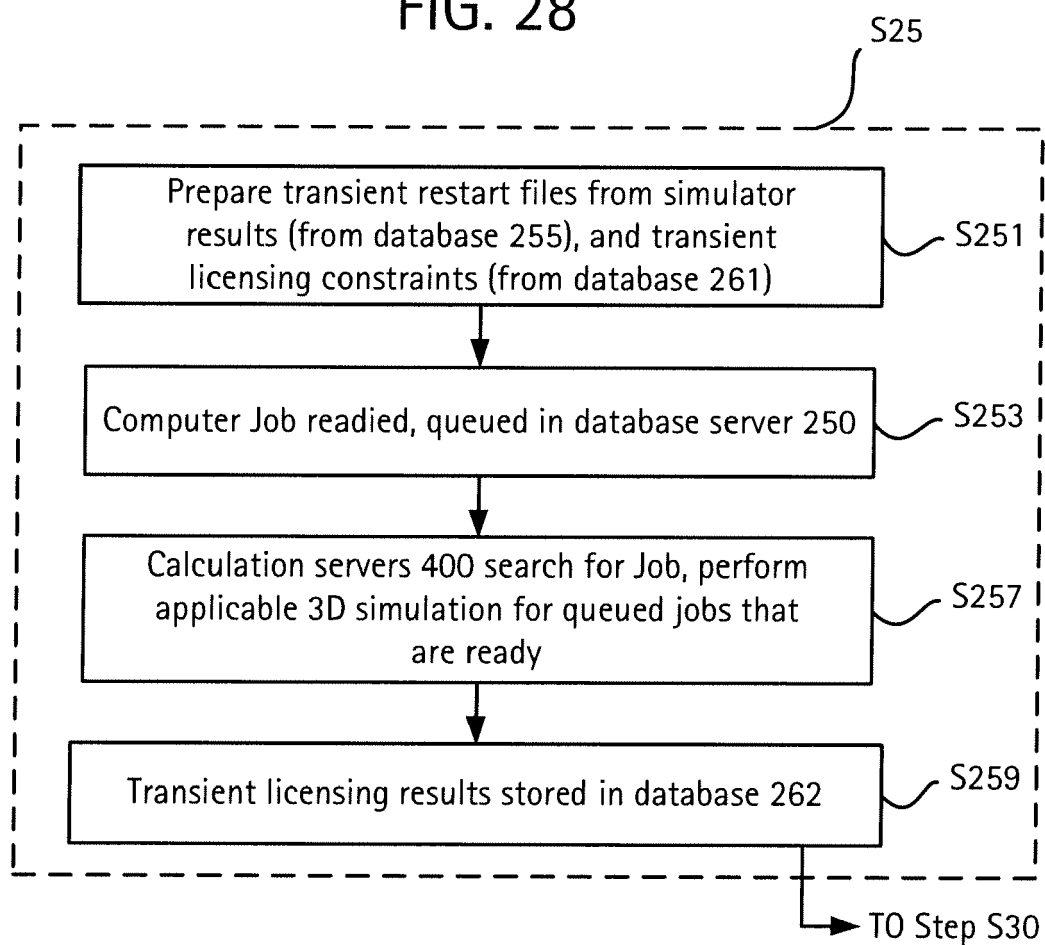 FIG. 28
S25
Prepare transient restart files from simulator
results (from database 255), and transient
licensing constraints (from database 261)
S251
Computer Job readied, queued in database server 250
S253
Calculation servers 400 search for Job, perform
applicable 3D simulation for queued jobs that
are ready
S257
Transient licensing results stored in database 262
S259
TO Step S30